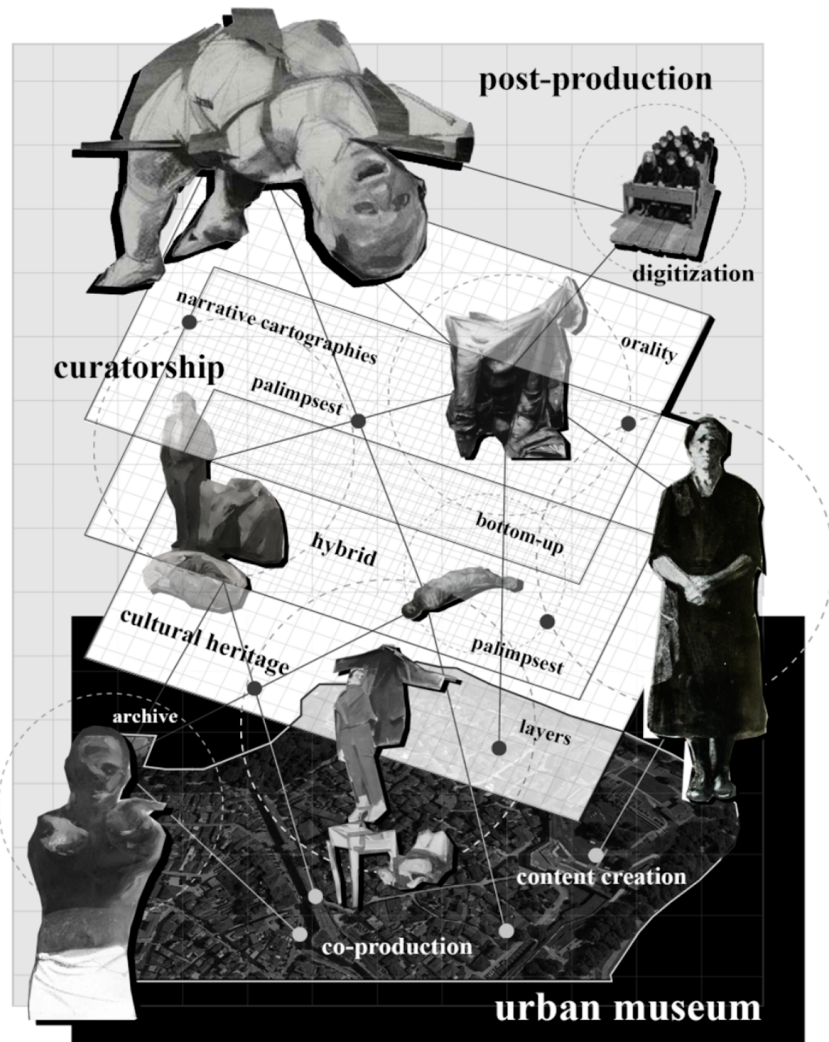 post-production
digitization
narrative cartographies
orality
curatorship
palimpsest
bottom-up
hybrid
cultural heritage
palimpsest
archive
layers
content creation
co-production
urban museum